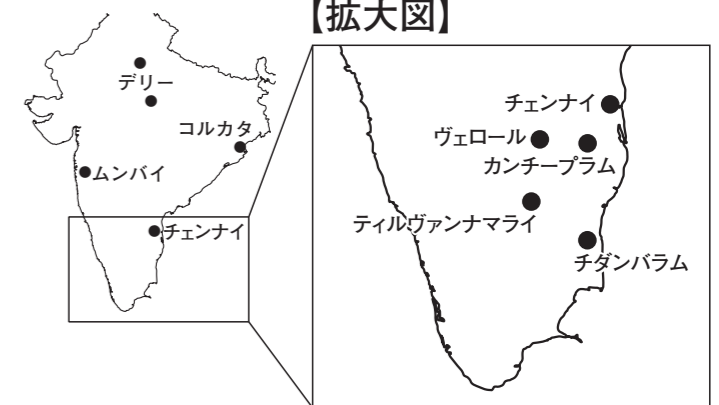 【拡大図】
デリー
コルカタ
ムンバイ
チェンナイ
チェンナイ
ヴェロール
カンチープラム
ティルヴァンナマライ
チダンバラム